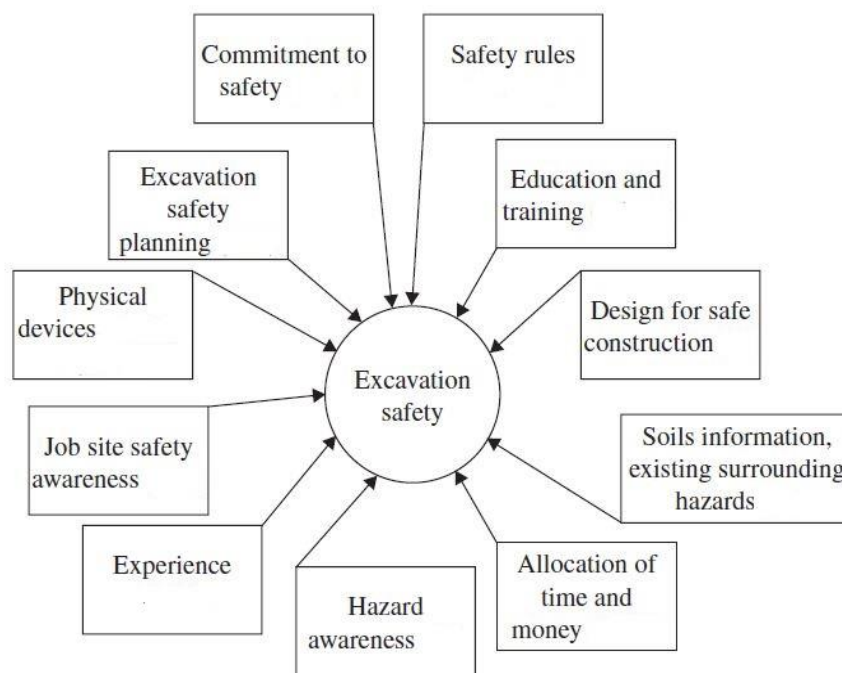 Commitment to
safety
Safety rules
Excavation
safety
planning
Education and
training
Physical
devices
Design for safe
construction
Excavation
safety
Job site safety
awareness
Soils information,
existing surrounding
hazards
Experience
Hazard
awareness
Allocation of
time and
money